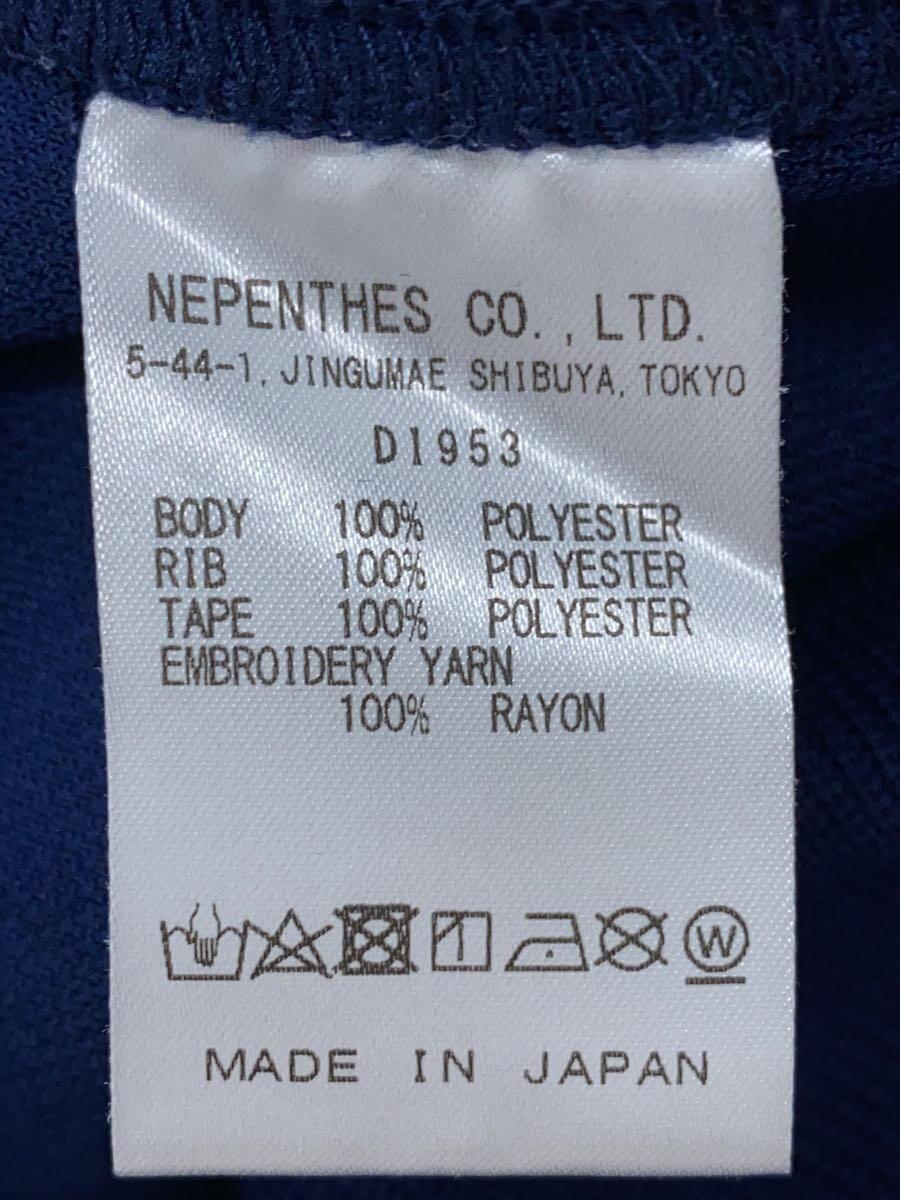 NEPENTHES CO., LTD.
5-44-1, JINGUMAE SHIBUYA, TOKYO
DI953
BODY 100% POLYESTER
RIB 100% POLYESTER
TAPE 100% POLYESTER
EMBROIDERY YARN
100% RAYON
W
MADE IN JAPAN